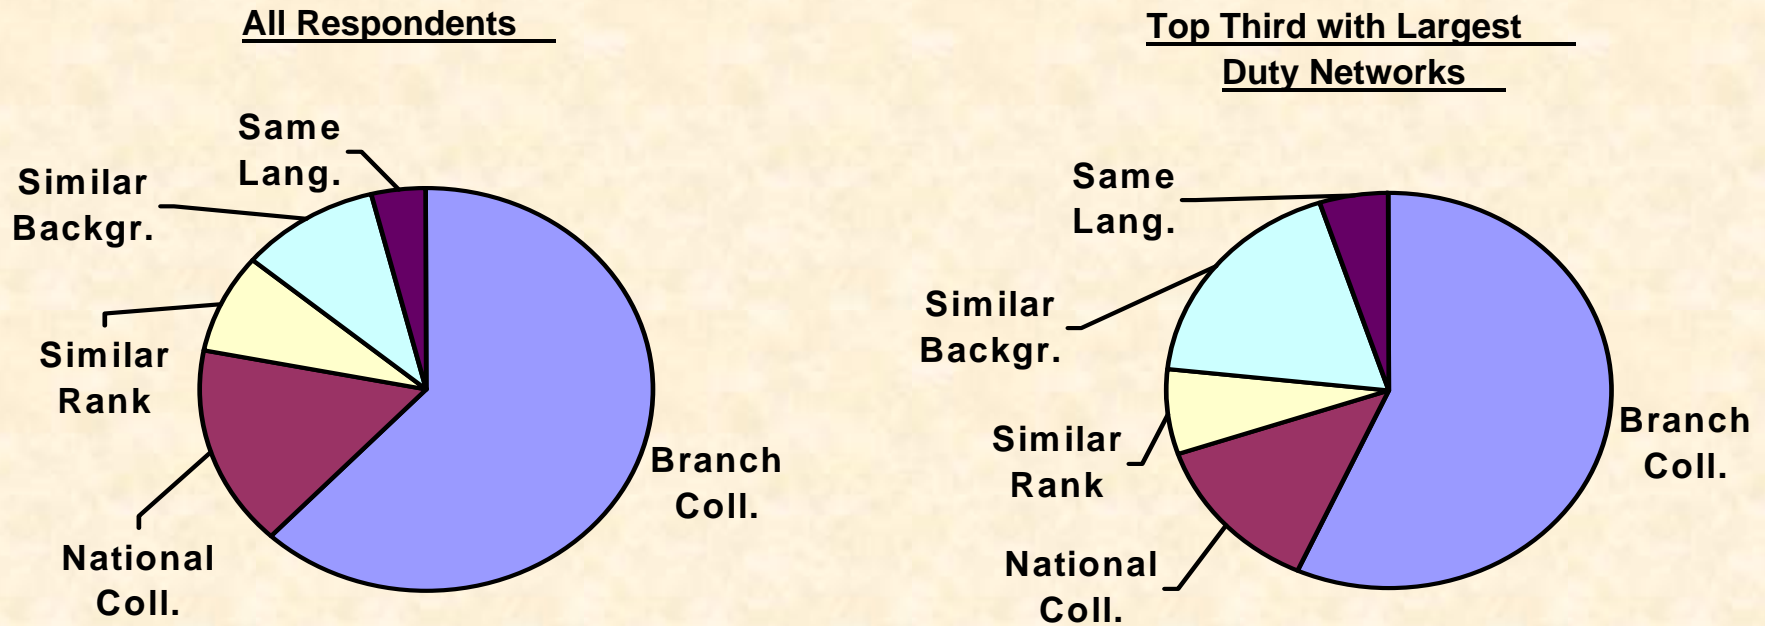 All Respondents
Same
Lang.
Similar
Backgr.
Similar
Rank
National
Coll.
Branch
Coll.
Top Third with Largest
Duty Networks
Same
Lang.
Similar
Backgr.
Similar
Rank
National
Coll.
Branch
Coll.